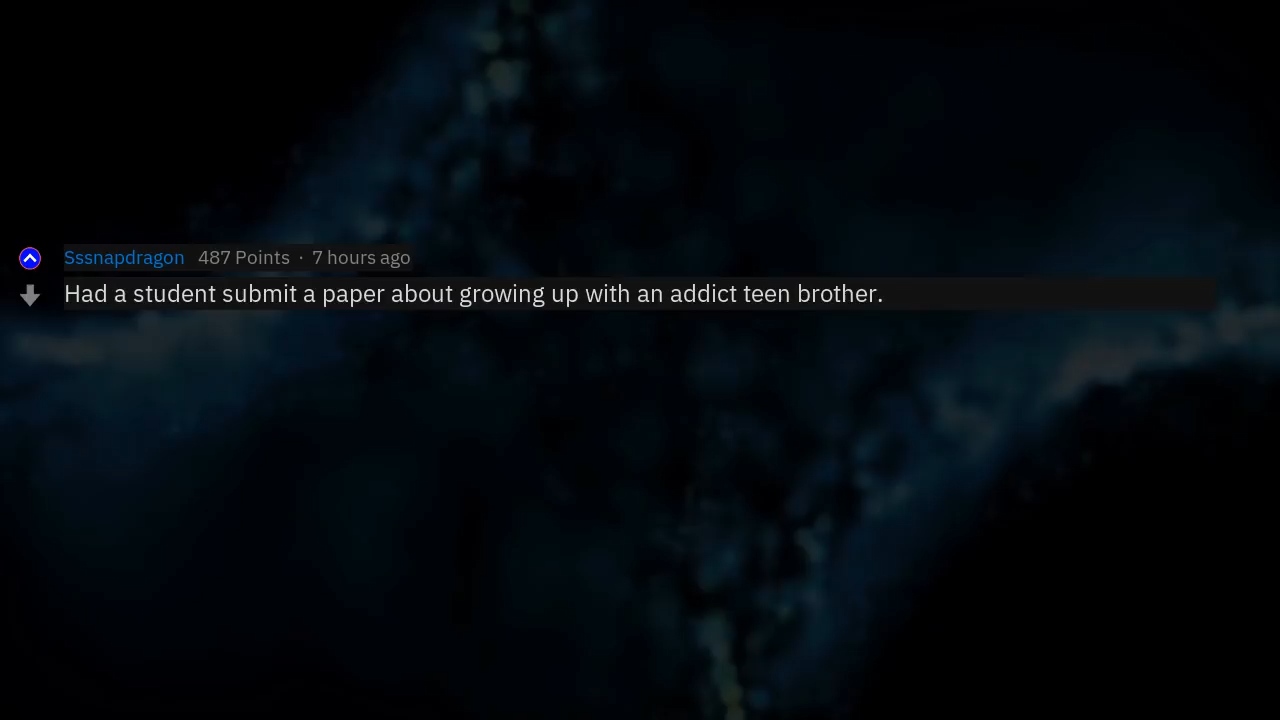 Sssnapdragon 487 Points · 7 hours ago
Had a student submit a paper about growing up with an addict teen brother.